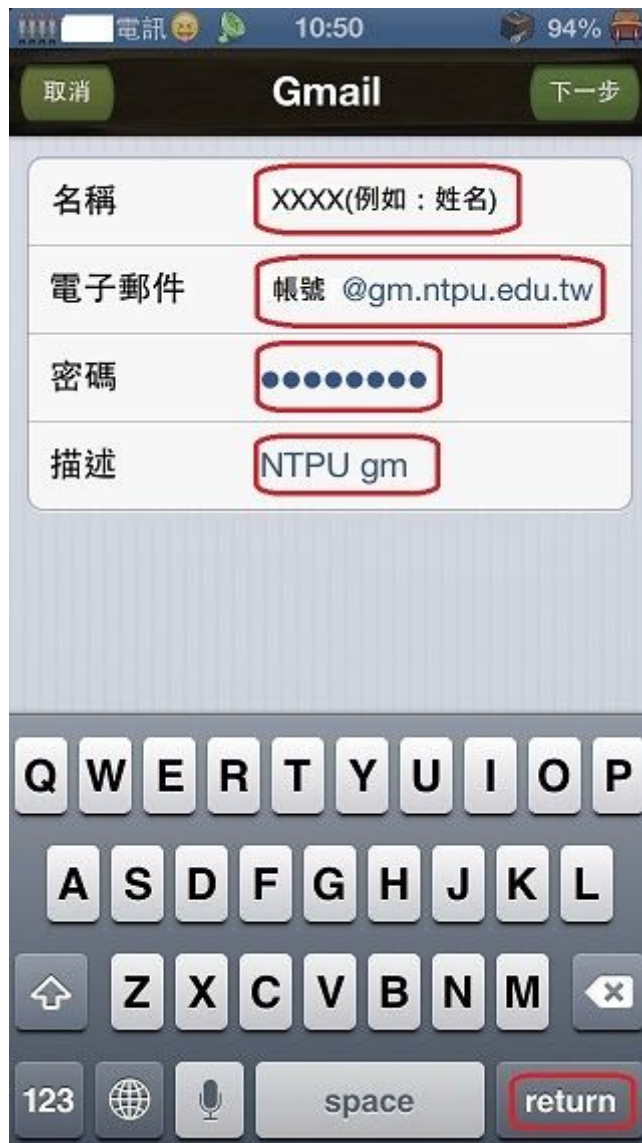 電訊 10:50 94%
取消 Gmail 下一步
名稱 XXXX(例如：姓名)
電子郵件 帳號 @gm.ntpu.edu.tw
密碼 ●●●●●●●●
描述 NTPU gm
Q W E R T Y U I O P
A S D F G H J K L
Z X C V B N M
123 space return